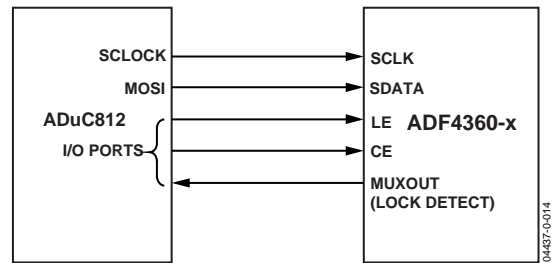 SCLOCK
SCLK
MOSI
SDATA
ADuC812
LE
ADF4360-x
I/O PORTS
CE
MUXOUT
(LOCK DETECT)
04437-0-014